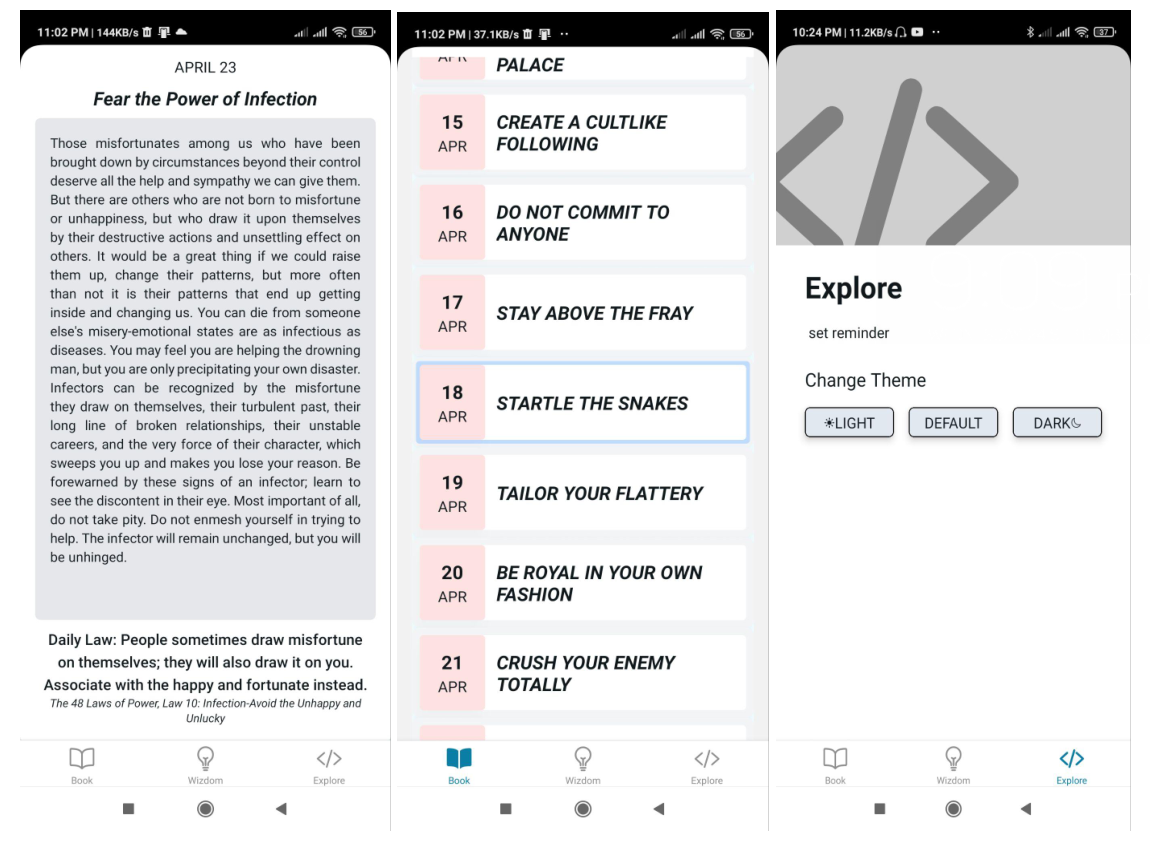 11:02 PM | 144KB/s
56
APRIL 23
Fear the Power of Infection
Those misfortunates among us who have been
brought down by circumstances beyond their control
deserve all the help and sympathy we can give them.
But there are others who are not born to misfortune
or unhappiness, but who draw it upon themselves
by their destructive actions and unsettling effect on
others. It would be a great thing if we could raise
them up, change their patterns, but more often
than not it is their patterns that end up getting
inside and changing us. You can die from someone
else's misery-emotional states are as infectious as
diseases. You may feel you are helping the drowning
man, but you are only precipitating your own disaster.
Infectors can be recognized by the misfortune
they draw on themselves, their turbulent past, their
long line of broken relationships, their unstable
careers, and the very force of their character, which
sweeps you up and makes you lose your reason. Be
forewarned by these signs of an infector; learn to
see the discontent in their eye. Most important of all,
do not take pity. Do not enmesh yourself in trying to
help. The infector will remain unchanged, but you will
be unhinged.
Daily Law: People sometimes draw misfortune
on themselves; they will also draw it on you.
Associate with the happy and fortunate instead.
The 48 Laws of Power, Law 10: Infection-Avoid the Unhappy and
Unlucky
Book Wizdom Explore
11:02 PM | 37.1KB/s
56
APR
PALACE
15 APR
CREATE A CULTLIKE
FOLLOWING
16 APR
DO NOT COMMIT TO
ANYONE
17 APR
STAY ABOVE THE FRAY
18 APR
STARTLE THE SNAKES
19 APR
TAILOR YOUR FLATTERY
20 APR
BE ROYAL IN YOUR OWN
FASHION
21 APR
CRUSH YOUR ENEMY
TOTALLY
Book Wizdom Explore
10:24 PM | 11.2KB/s
37
Explore
set reminder
Change Theme
☀LIGHT DEFAULT DARK☾
Book Wizdom Explore